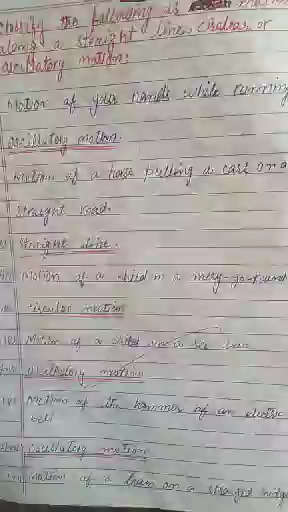 Classify the following as motion
along a straight line, circular or
oscillatory motion:
Motion of your hands while running
oscillatory motion.
Motion of a horse pulling a cart on a
straight road.
Straight
Motion of a child in a merry-go-round
circular motion
Motion of a child on a see
oscillatory motion
Motion of the hammer of an electric
bell
oscillatory motion
Motion of a train on a straight bridge